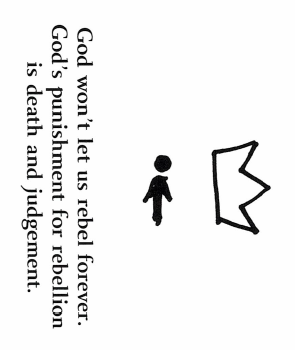 God won't let us rebel forever.
God's punishment for rebellion
is death and judgement.